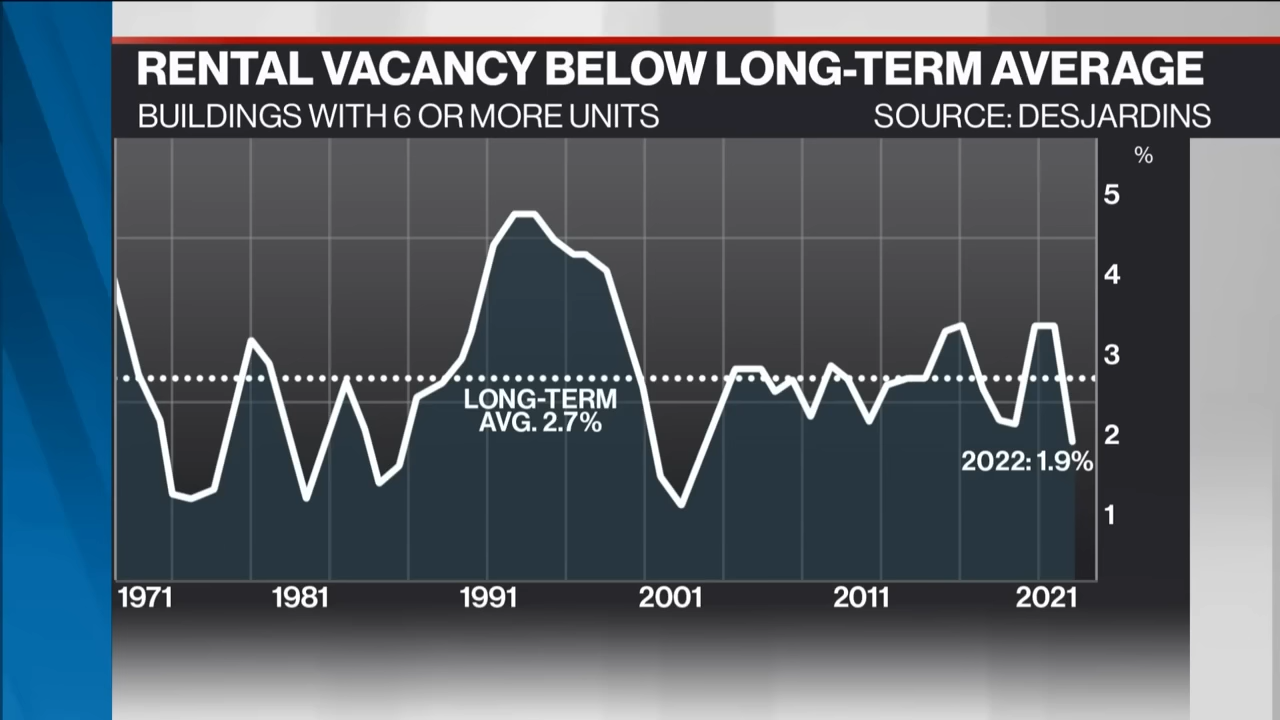 RENTAL VACANCY BELOW LONG-TERM AVERAGE
BUILDINGS WITH 6 OR MORE UNITS
SOURCE: DESJARDINS
%
5
4
3
2
1
LONG-TERM
AVG. 2.7%
2022: 1.9%
1971
1981
1991
2001
2011
2021